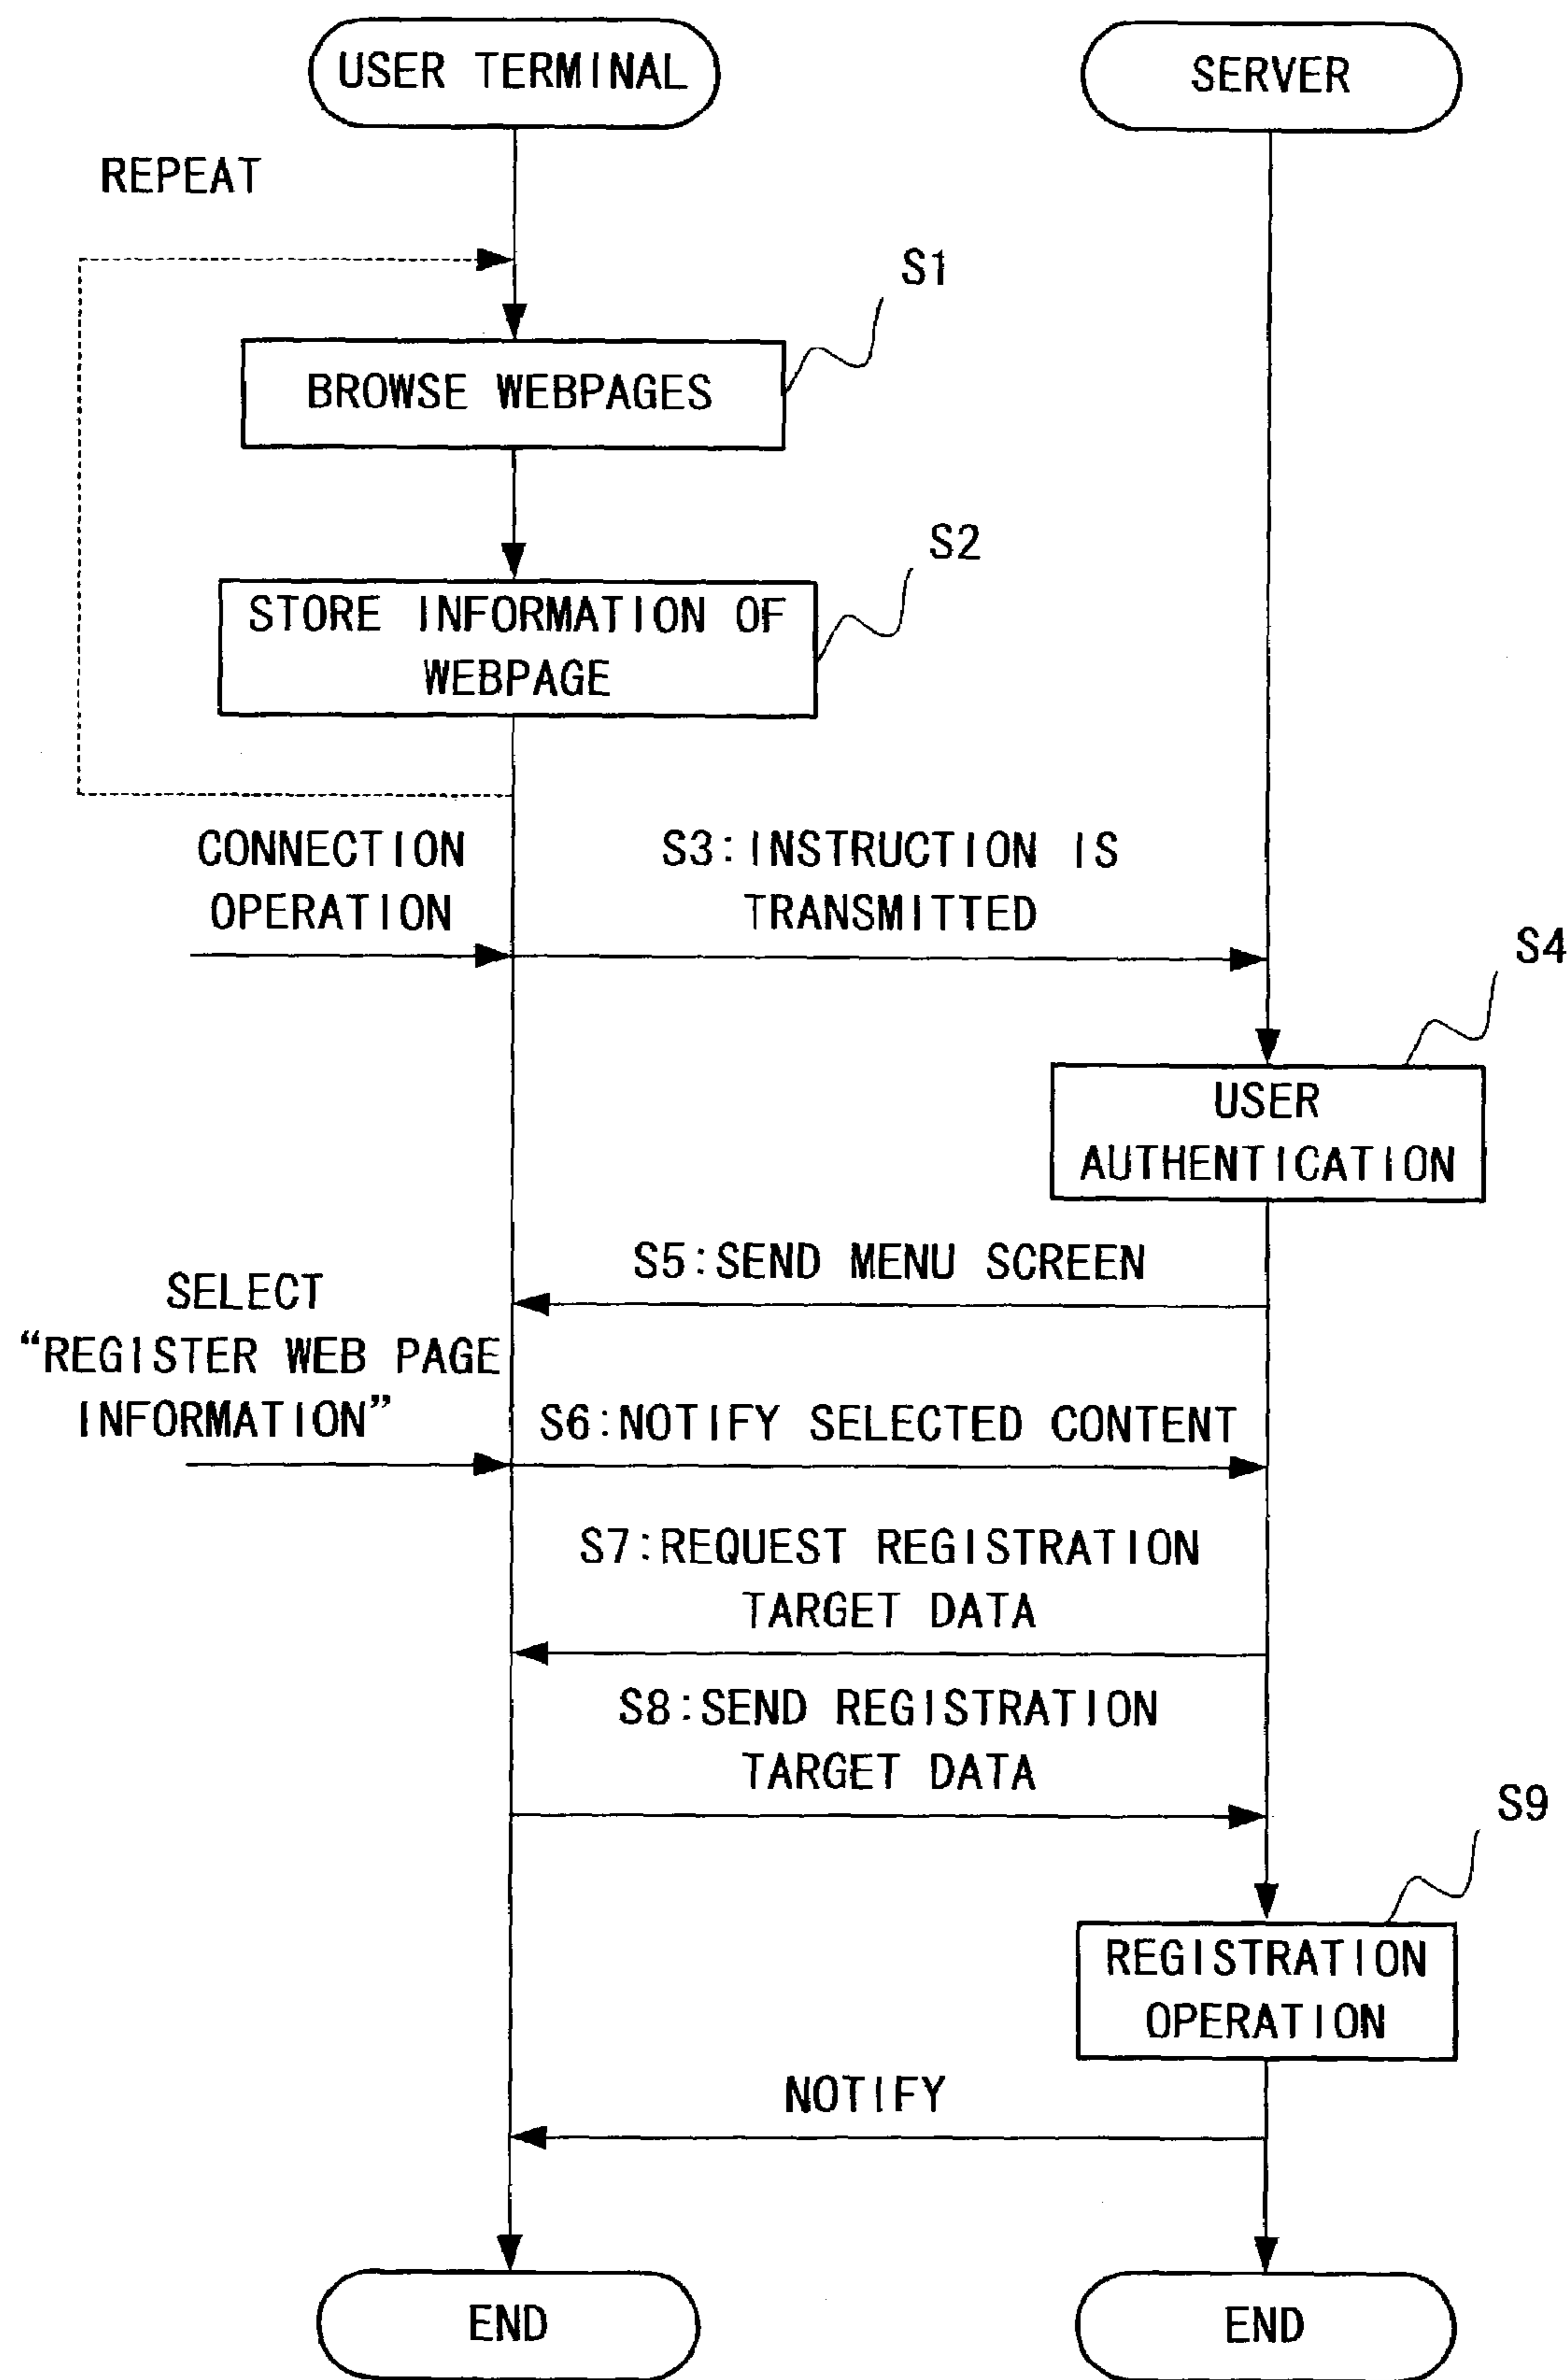 USER TERMINAL
SERVER
REPEAT
S1
BROWSE WEBPAGES
S2
STORE INFORMATION OF
WEBPAGE
CONNECTION
OPERATION
S3:INSTRUCTION IS
TRANSMITTED
S4
USER
AUTHENTICATION
S5:SEND MENU SCREEN
SELECT
“REGISTER WEB PAGE
INFORMATION”
S6:NOTIFY SELECTED CONTENT
S7:REQUEST REGISTRATION
TARGET DATA
S8:SEND REGISTRATION
TARGET DATA
S9
REGISTRATION
OPERATION
NOTIFY
END
END